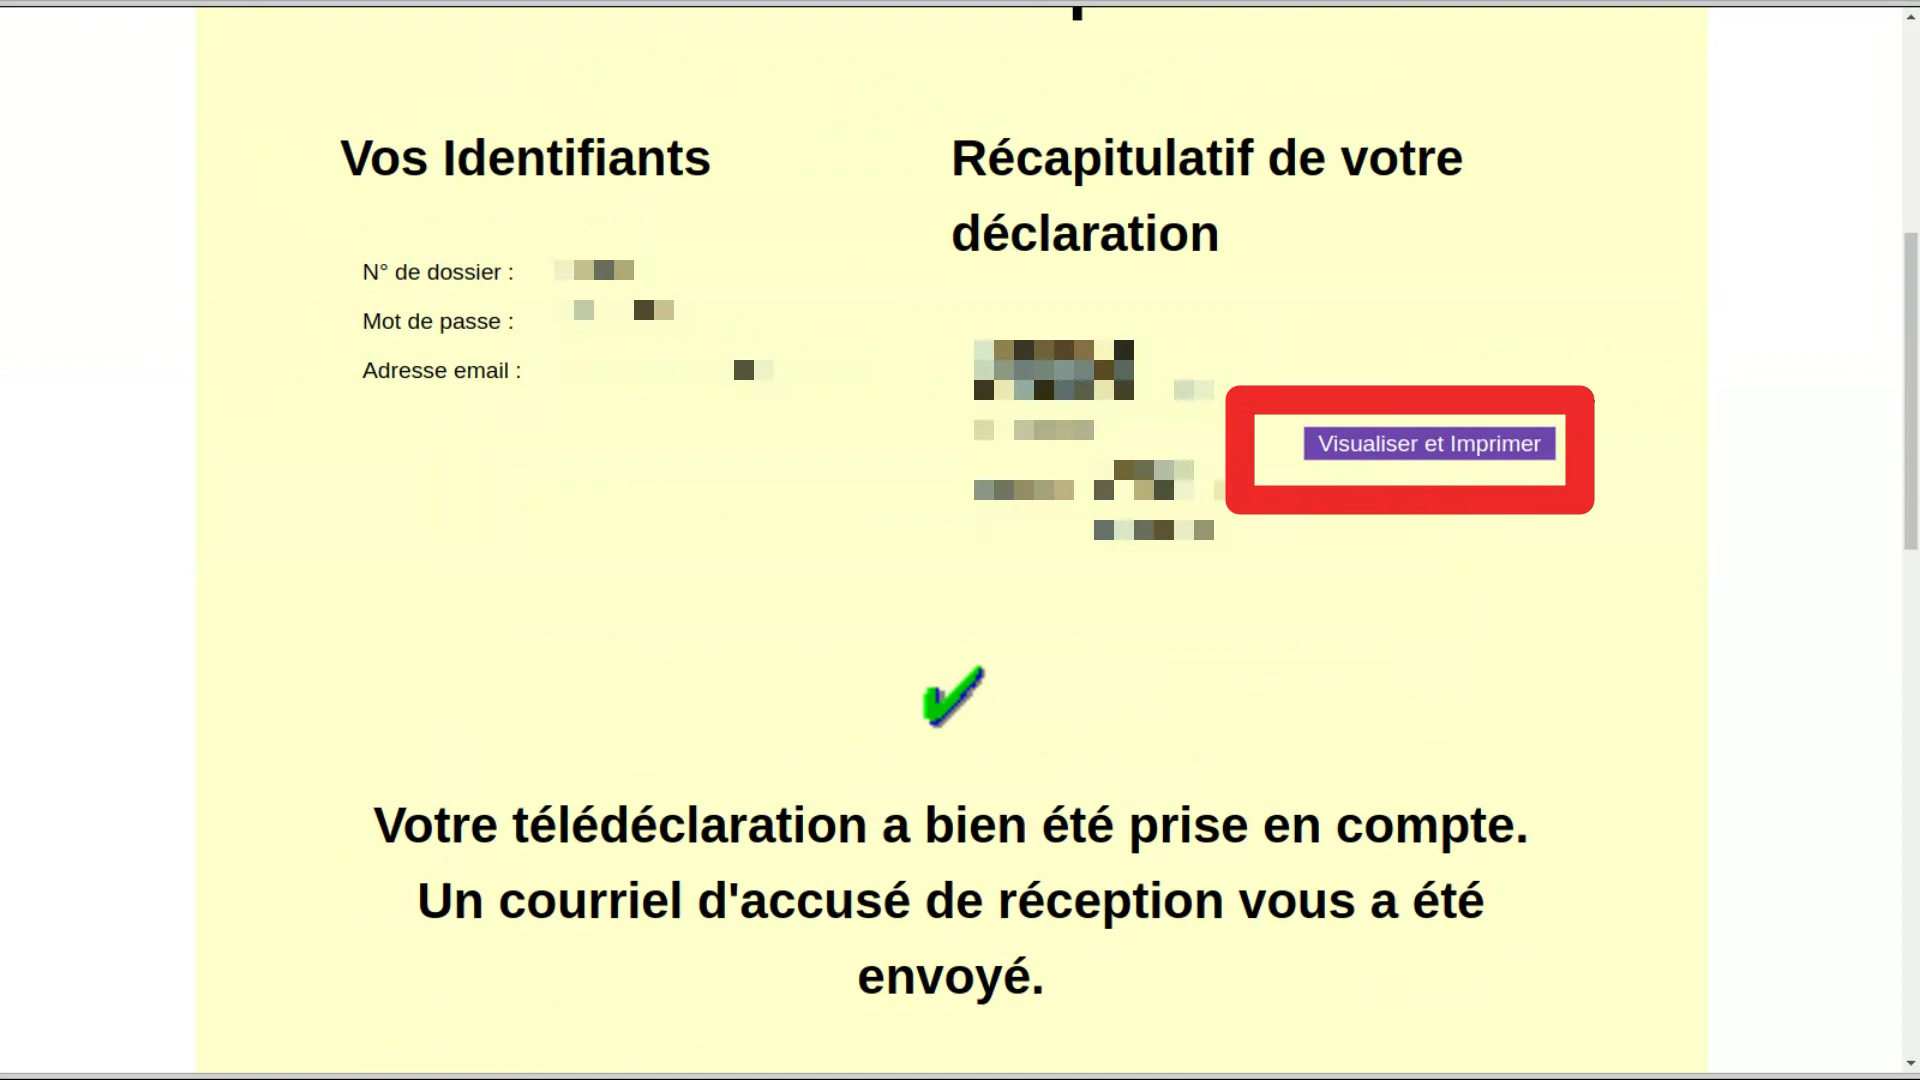 Vos Identifiants
N° de dossier :
Mot de passe :
Adresse email :
Récapitulatif de votre
déclaration
Visualiser et Imprimer
Votre télédéclaration a bien été prise en compte.
Un courriel d'accusé de réception vous a été
envoyé.